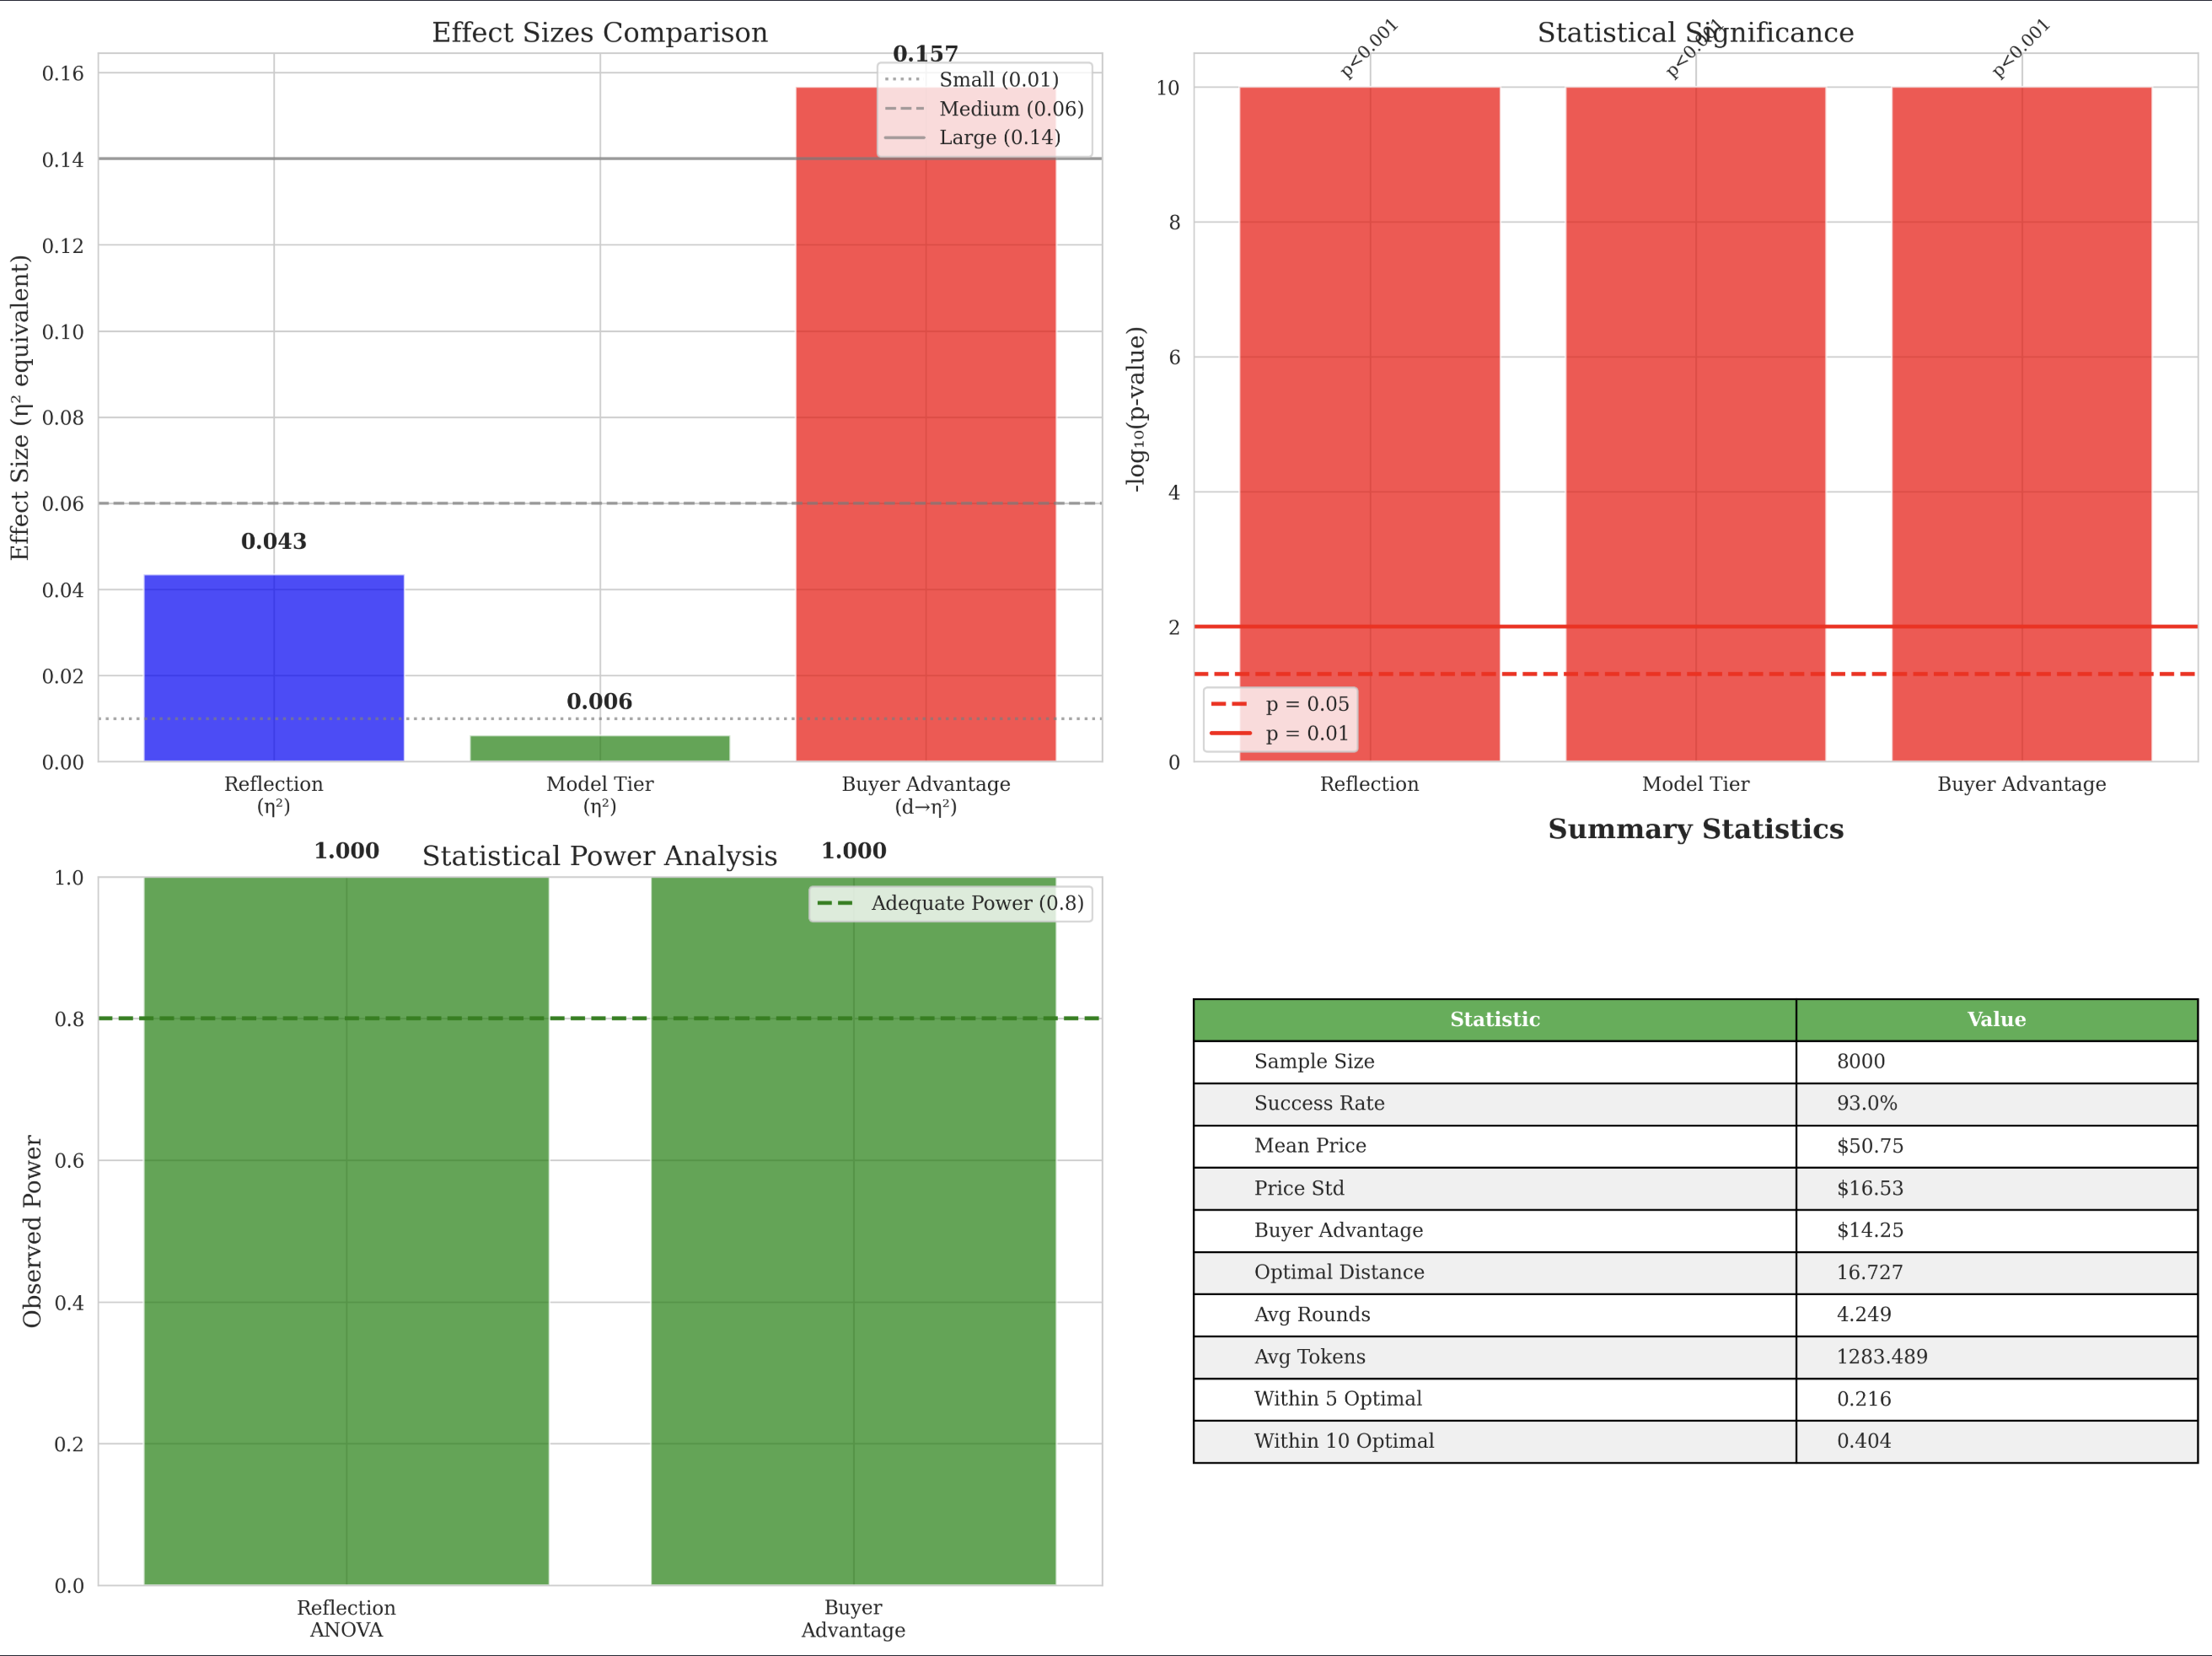 Effect Sizes Comparison
0.157
Small (0.01)
Medium (0.06)
Large (0.14)
Effect Size (η² equivalent)
0.16
0.14
0.12
0.10
0.08
0.06
0.04
0.02
0.00
0.043
0.006
Reflection
(η²)
Model Tier
(η²)
Buyer Advantage
(d→η²)
Statistical Significance
p<0.001
p<0.001
p<0.001
-log₁₀(p-value)
10
8
6
4
2
0
p = 0.05
p = 0.01
Reflection
Model Tier
Buyer Advantage
Statistical Power Analysis
1.000
1.000
Adequate Power (0.8)
Observed Power
1.0
0.8
0.6
0.4
0.2
0.0
Reflection
ANOVA
Buyer
Advantage
Summary Statistics
Statistic Value
Sample Size 8000
Success Rate 93.0%
Mean Price $50.75
Price Std $16.53
Buyer Advantage $14.25
Optimal Distance 16.727
Avg Rounds 4.249
Avg Tokens 1283.489
Within 5 Optimal 0.216
Within 10 Optimal 0.404